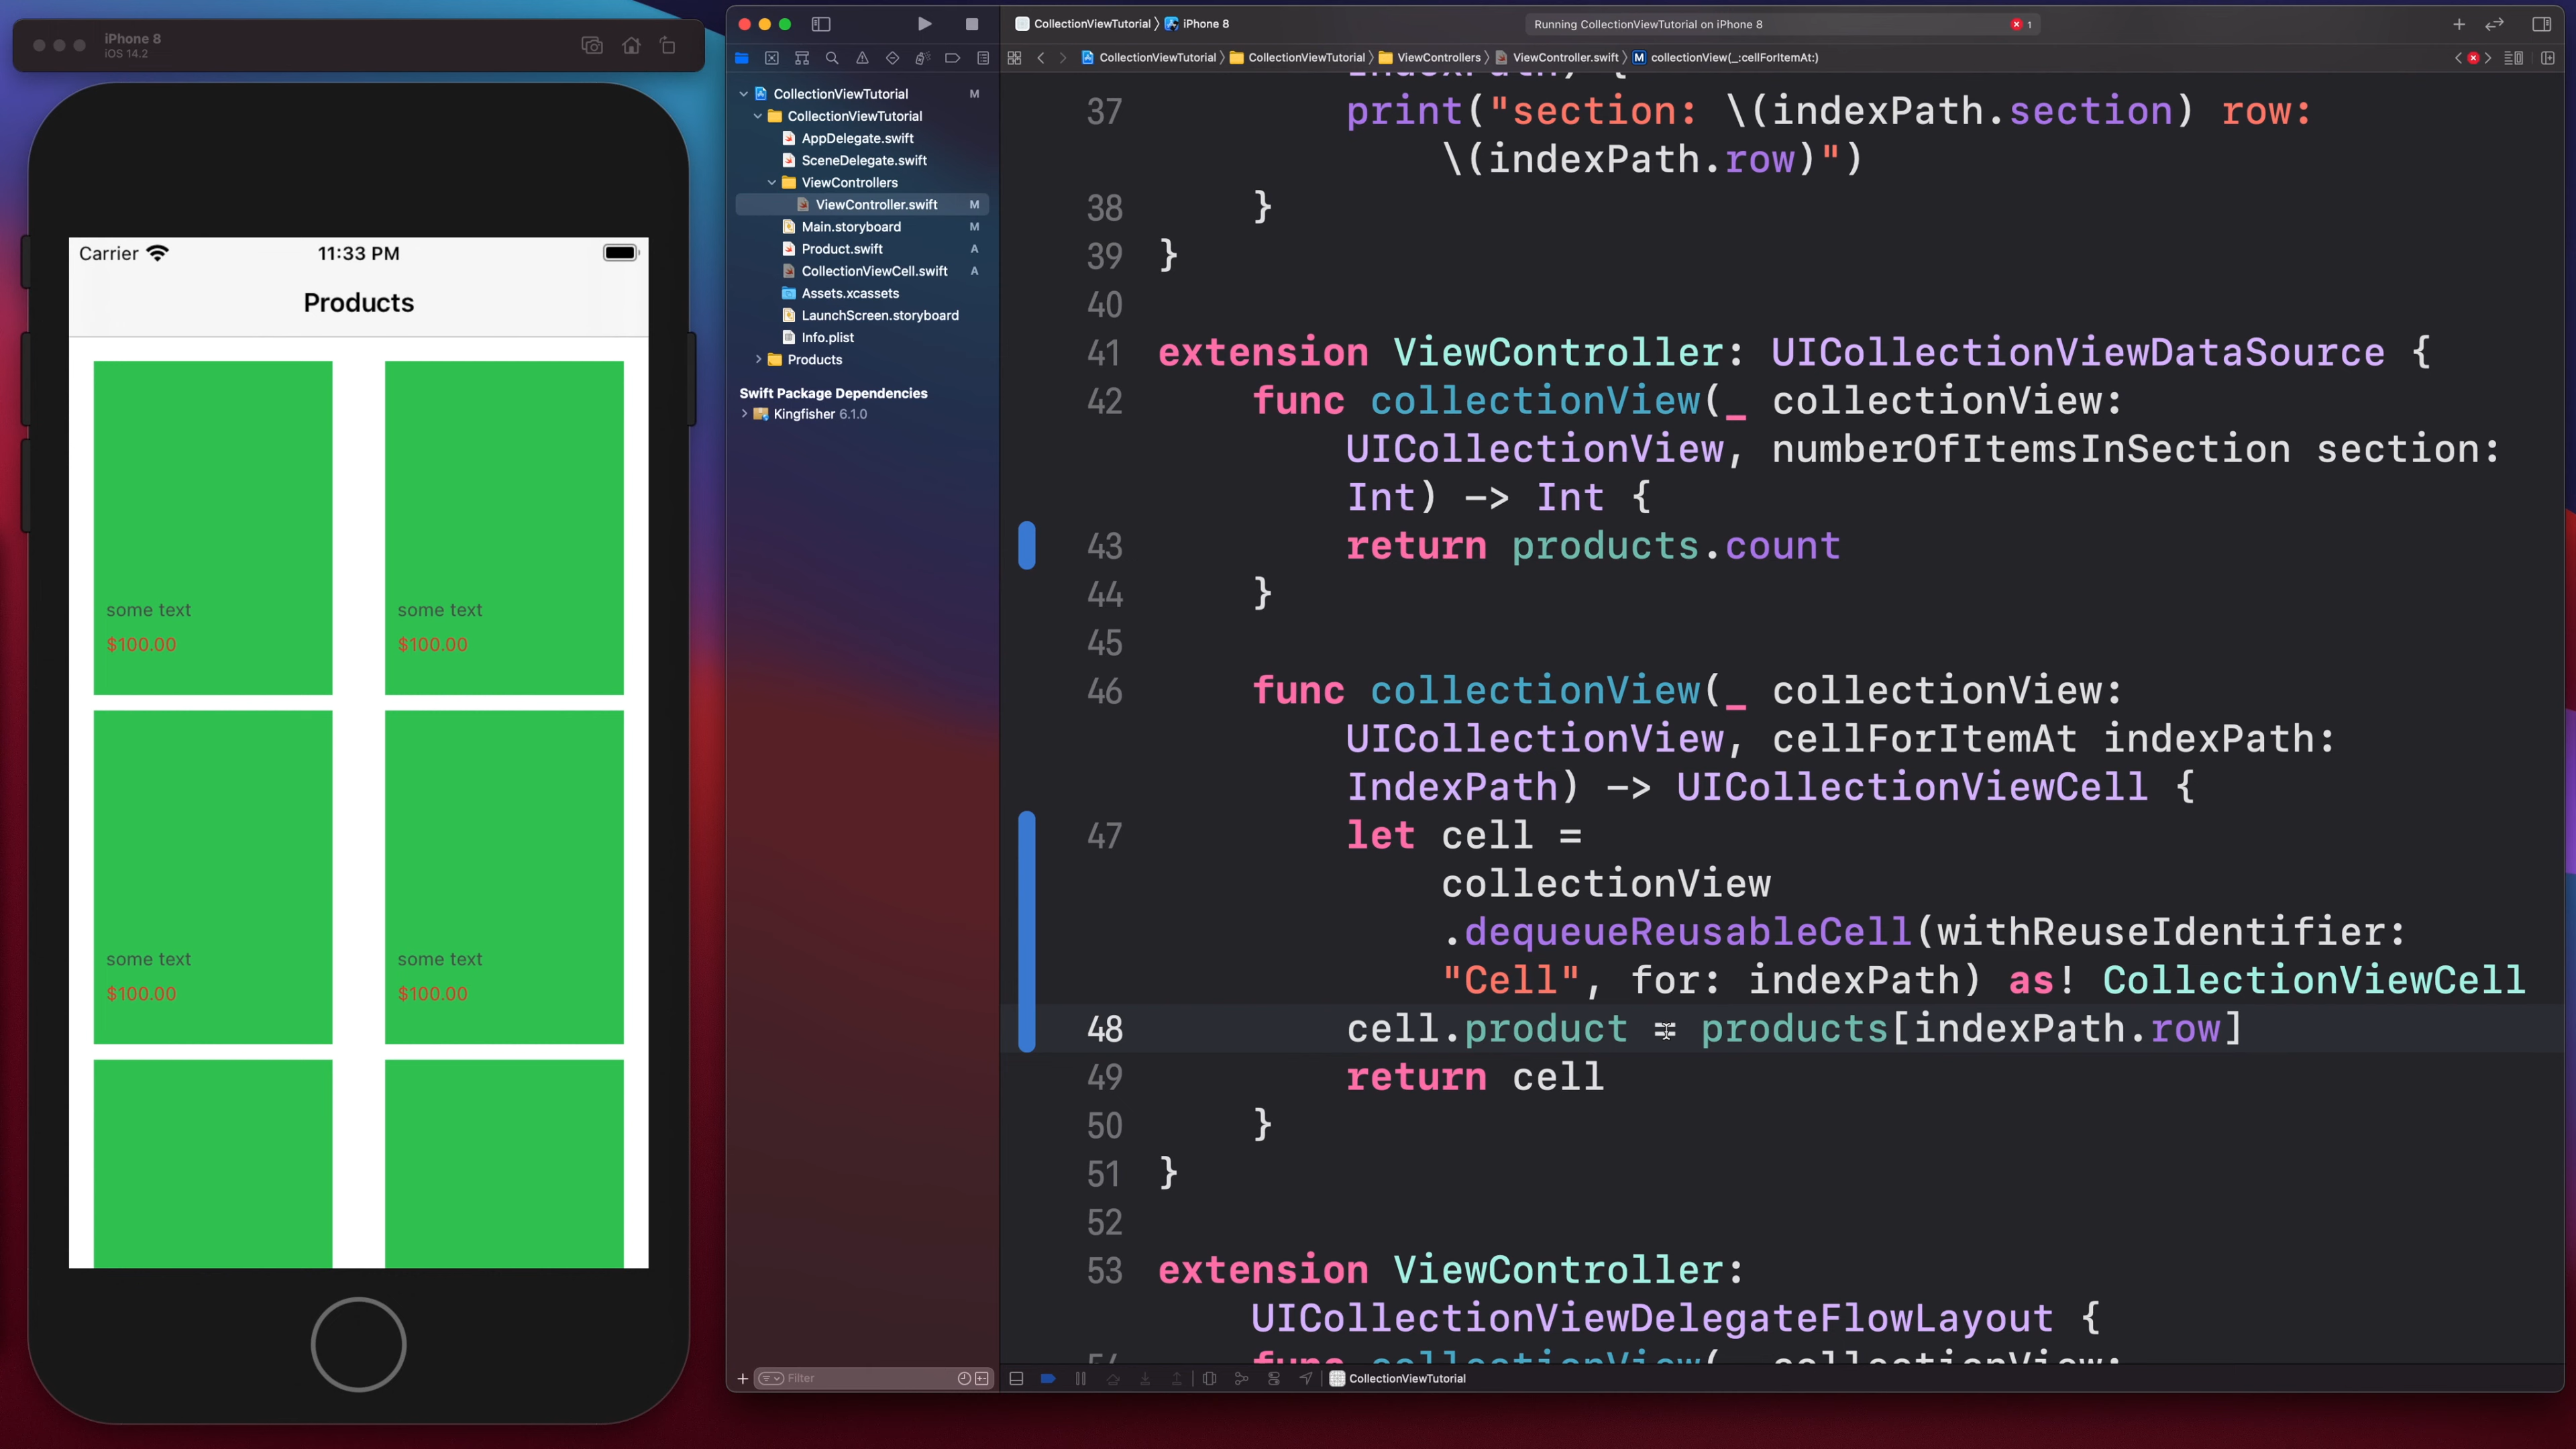 iPhone 8
iOS 14.2
Carrier
11:33 PM
Products
some text
$100.00
some text
$100.00
some text
$100.00
some text
$100.00
CollectionViewTutorial
iPhone 8
Running CollectionViewTutorial on iPhone 8
1
CollectionViewTutorial
CollectionViewTutorial
ViewControllers
ViewController.swift
M
collectionView(_:cellForItemAt:)
CollectionViewTutorial M
CollectionViewTutorial
AppDelegate.swift
SceneDelegate.swift
ViewControllers
ViewController.swift M
Main.storyboard M
Product.swift A
CollectionViewCell.swift A
Assets.xcassets
LaunchScreen.storyboard
Info.plist
Products
Swift Package Dependencies
Kingfisher 6.1.0
Filter
indexPath) {
37 print("section: \(indexPath.section) row:
\(indexPath.row)")
38 }
39 }
40
41 extension ViewController: UICollectionViewDataSource {
42 func collectionView(_ collectionView:
UICollectionView, numberOfItemsInSection section:
Int) -> Int {
43 return products.count
44 }
45
46 func collectionView(_ collectionView:
UICollectionView, cellForItemAt indexPath:
IndexPath) -> UICollectionViewCell {
47 let cell =
collectionView
.dequeueReusableCell(withReuseIdentifier:
"Cell", for: indexPath) as! CollectionViewCell
48 cell.product = products[indexPath.row]
49 return cell
50 }
51 }
52
53 extension ViewController:
UICollectionViewDelegateFlowLayout {
54 func collectionView(_ collectionView:
CollectionViewTutorial